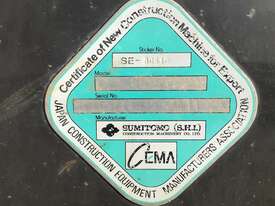 Certificate of New Construction Machine for Export
Sticker No.
SE-
Model
Serial No.
Manufacturer
SUMITOMO (S.H.I.)
CONSTRUCTION MACHINERY CO., LTD.
CEMA
JAPAN CONSTRUCTION EQUIPMENT MANUFACTURERS ASSOCIATION